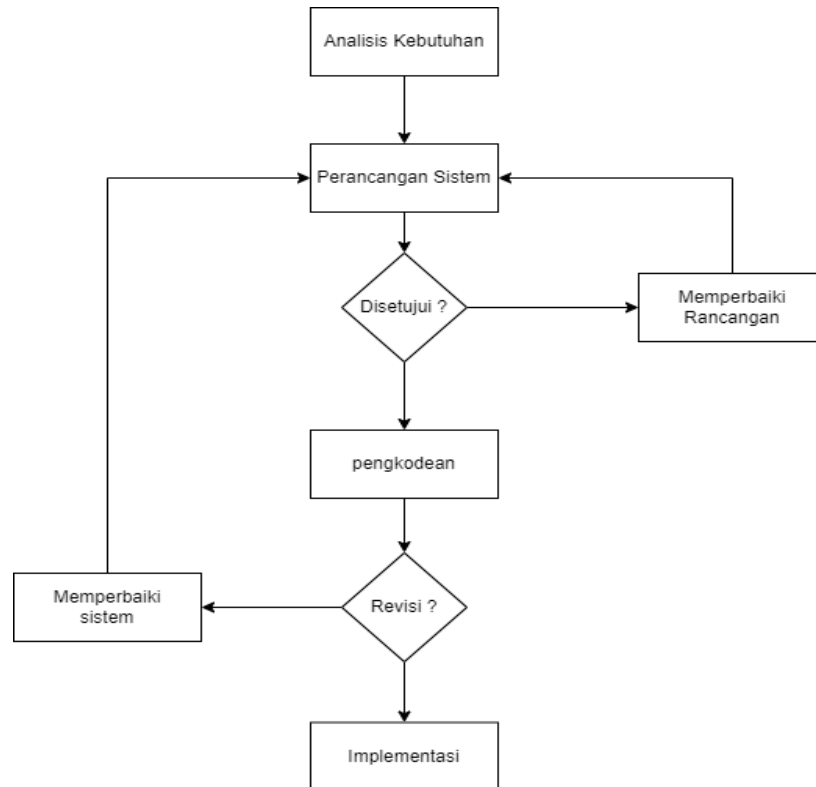 Analisis Kebutuhan
Perancangan Sistem
Disetujui ?
Memperbaiki
Rancangan
pengkodean
Memperbaiki
sistem
Revisi ?
Implementasi